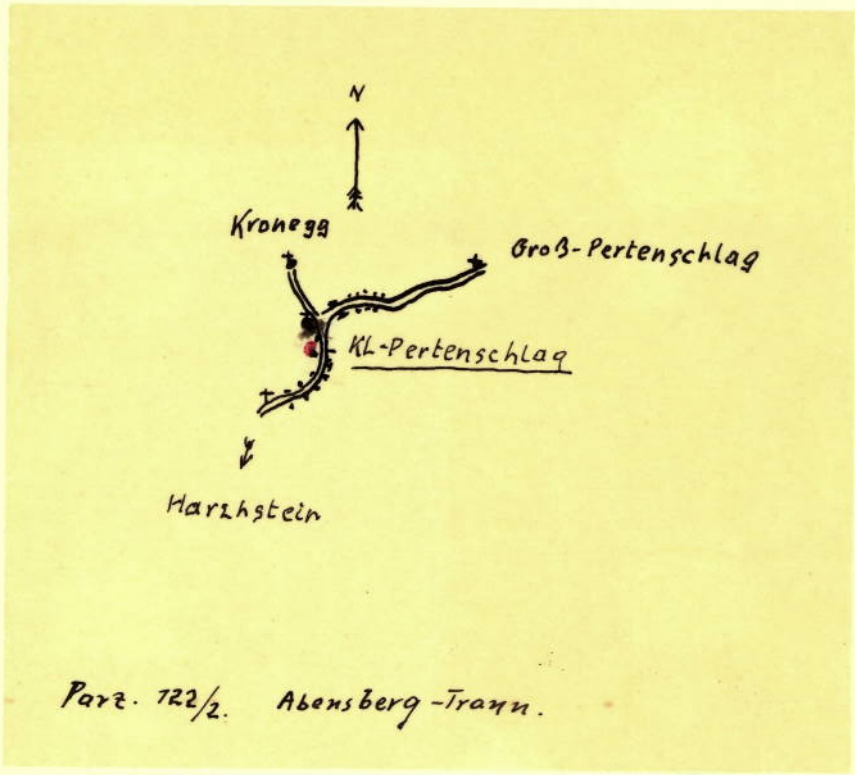 N
Kronegg
Groß-Pertenschlag
KL-Pertenschlag
Harzhstein
Parz. 122/2. Abensberg-Traun.